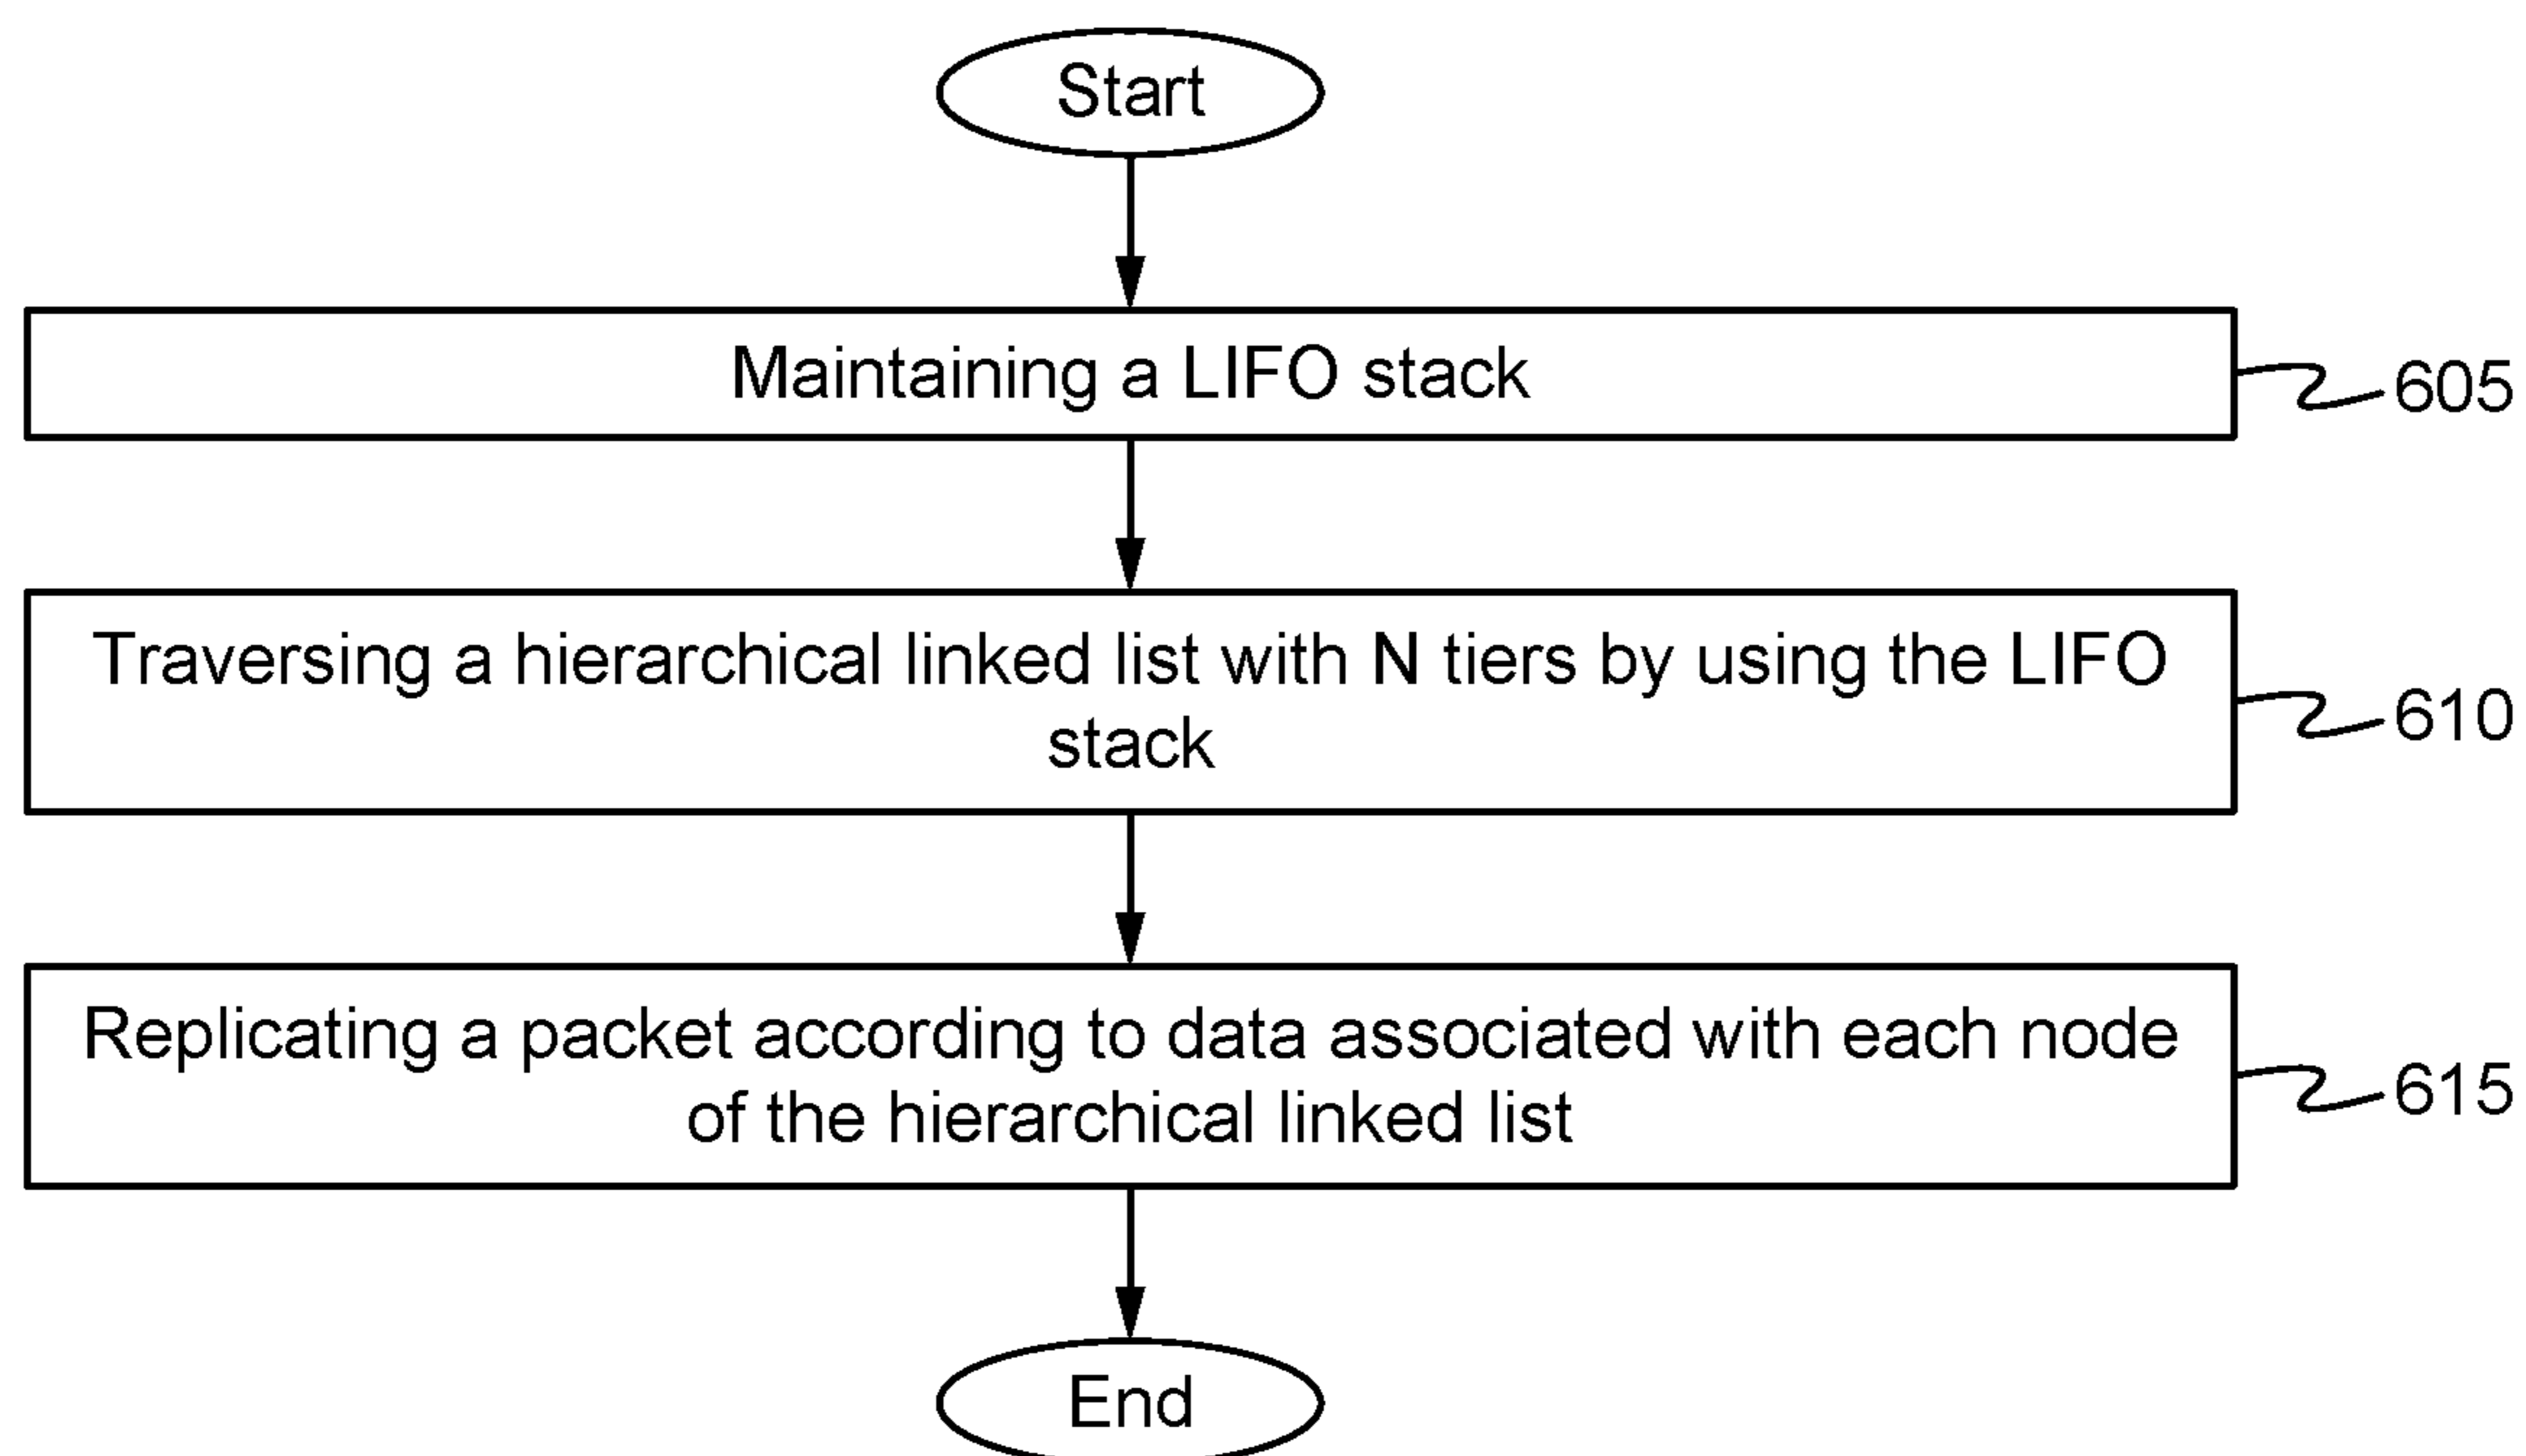 Start
Maintaining a LIFO stack
605
Traversing a hierarchical linked list with N tiers by using the LIFO
stack
610
Replicating a packet according to data associated with each node
of the hierarchical linked list
615
End